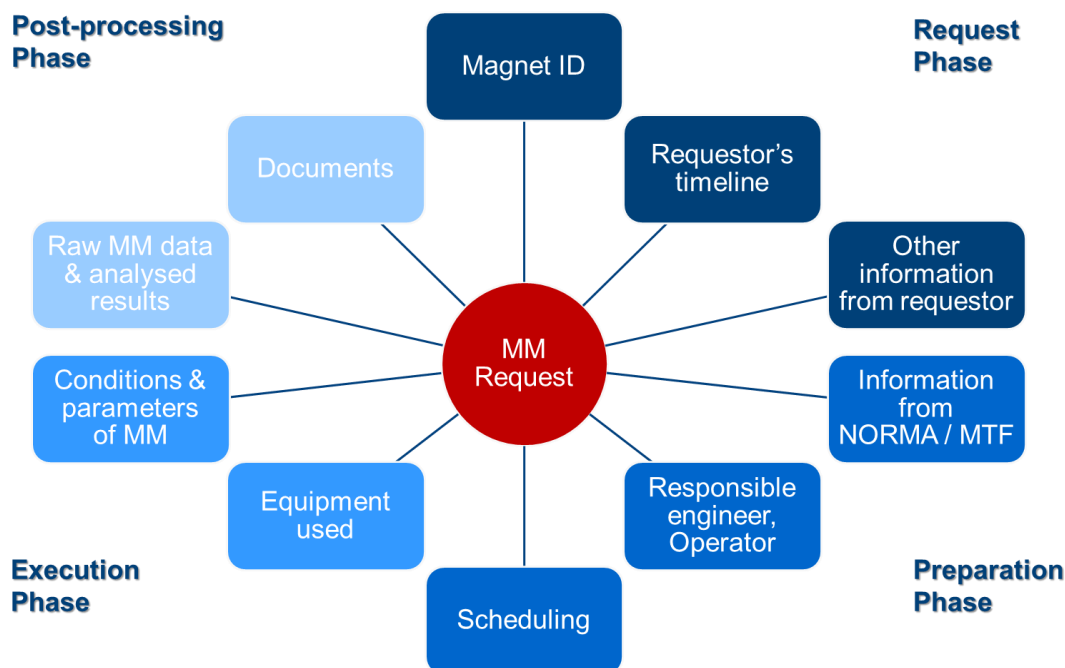 Post-processing
Phase
Magnet ID
Request
Phase
Documents
Requestor's
timeline
Raw MM data
& analysed
results
Other
information
from requestor
MM
Request
Conditions &
parameters
of MM
Information
from
NORMA / MTF
Equipment
used
Responsible
engineer,
Operator
Execution
Phase
Scheduling
Preparation
Phase